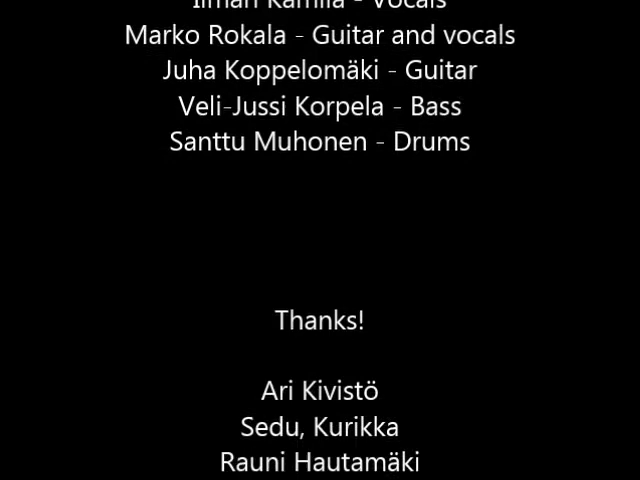 Vocals
Marko Rokala - Guitar and vocals
Juha Koppelomäki - Guitar
Veli-Jussi Korpela - Bass
Santtu Muhonen - Drums
Thanks!
Ari Kivistö
Sedu, Kurikka
Rauni Hautamäki